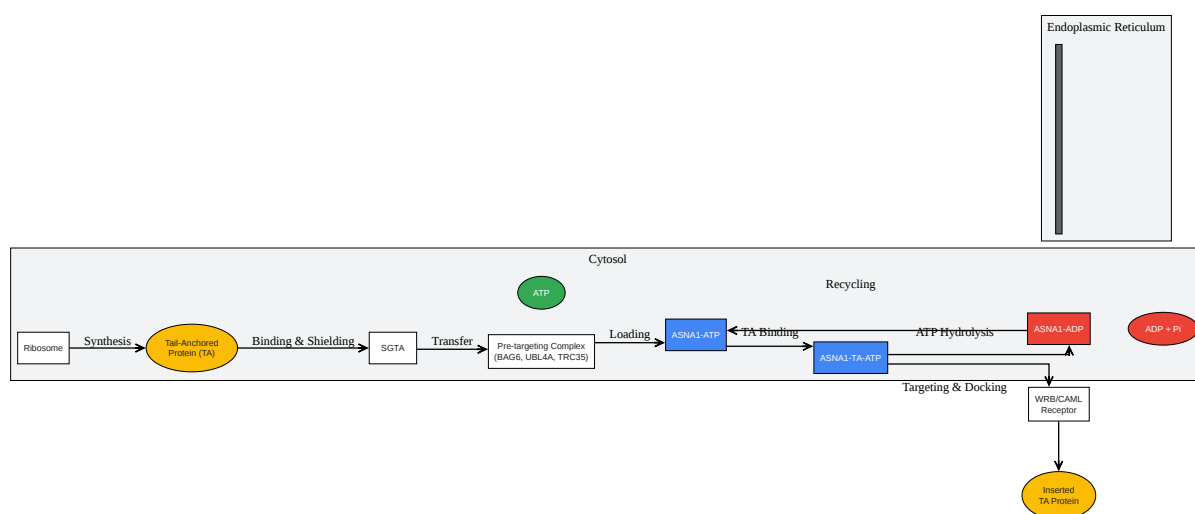 Endoplasmic Reticulum
Cytosol
Recycling
ATP
Ribosome
Synthesis
Tail-Anchored
Protein (TA)
Binding & Shielding
SGTA
Transfer
Pre-targeting Complex
(BAG6, UBL4A, TRC35)
Loading
ASNA1-ATP
TA Binding
ASNA1-TA-ATP
ATP Hydrolysis
ASNA1-ADP
ADP + Pi
Targeting & Docking
WRB/CAML
Receptor
Inserted
TA Protein